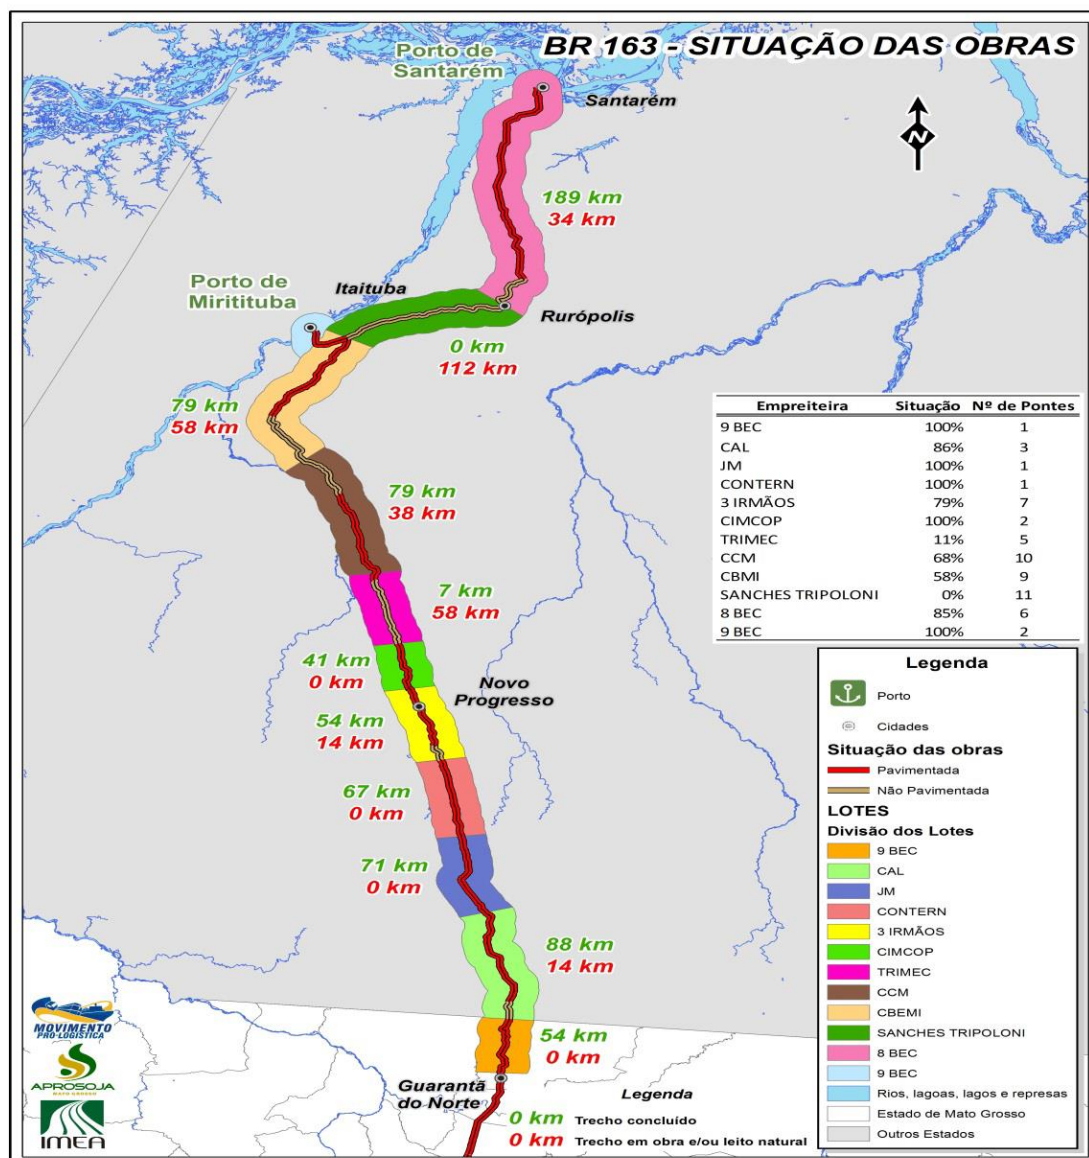 BR 163 - SITUAÇÃO DAS OBRAS
Porto de
Santarém
Santarém
189 km
34 km
Porto de
Miritituba
Itaituba
Rurópolis
0 km
112 km
79 km
58 km
79 km
38 km
7 km
58 km
41 km
0 km
Novo
Progresso
54 km
14 km
67 km
0 km
71 km
0 km
88 km
14 km
54 km
0 km
Guarantã
do Norte
Legenda
0 km Trecho concluído
0 km Trecho em obra e/ou leito natural
Empreiteira Situação Nº de Pontes
9 BEC 100% 1
CAL 86% 3
JM 100% 1
CONTERN 100% 1
3 IRMÃOS 79% 7
CIMCOP 100% 2
TRIMEC 11% 5
CCM 68% 10
CBMI 58% 9
SANCHES TRIPOLONI 0% 11
8 BEC 85% 6
9 BEC 100% 2
Legenda
Porto
Cidades
Situação das obras
Pavimentada
Não Pavimentada
LOTES
Divisão dos Lotes
9 BEC
CAL
JM
CONTERN
3 IRMÃOS
CIMCOP
TRIMEC
CCM
CBEMI
SANCHES TRIPOLONI
8 BEC
9 BEC
Rios, lagoas, lagos e represas
Estado de Mato Grosso
Outros Estados
N
MOVIMENTO
PRÓ-LOGÍSTICA
APROSOJA
MATO GROSSO
IMEA